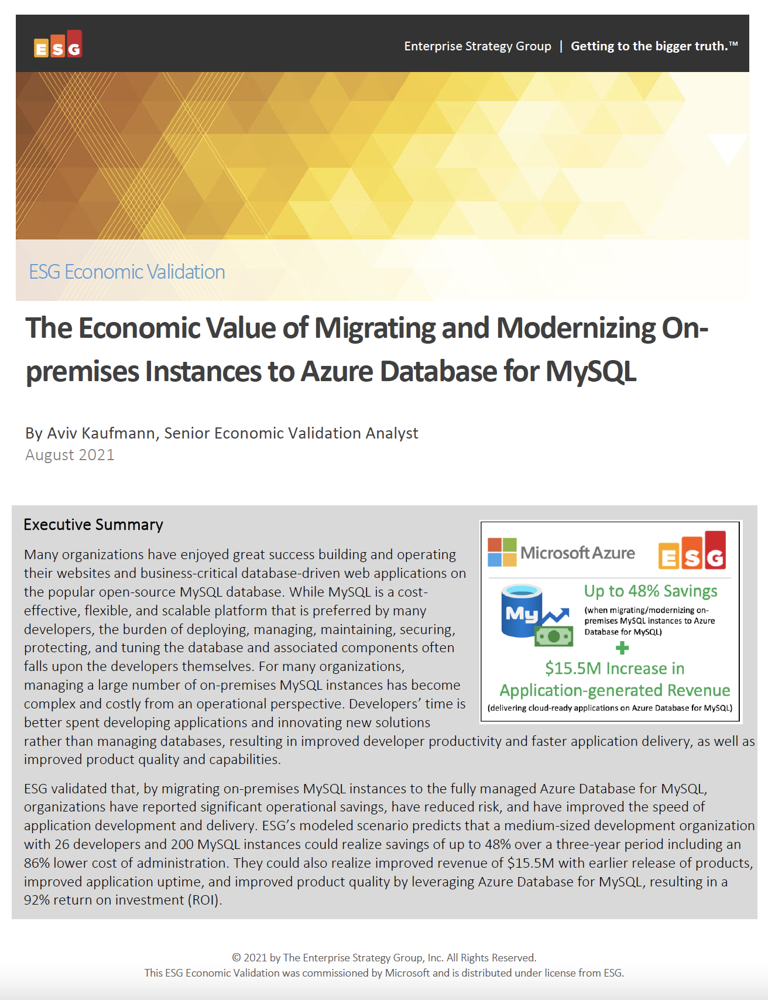 ESG
Enterprise Strategy Group | Getting to the bigger truth.™
ESG Economic Validation
The Economic Value of Migrating and Modernizing On-
premises Instances to Azure Database for MySQL
By Aviv Kaufmann, Senior Economic Validation Analyst
August 2021
Executive Summary
Many organizations have enjoyed great success building and operating
their websites and business-critical database-driven web applications on
the popular open-source MySQL database. While MySQL is a cost-
effective, flexible, and scalable platform that is preferred by many
developers, the burden of deploying, managing, maintaining, securing,
protecting, and tuning the database and associated components often
falls upon the developers themselves. For many organizations,
managing a large number of on-premises MySQL instances has become
complex and costly from an operational perspective. Developers’ time is
better spent developing applications and innovating new solutions
rather than managing databases, resulting in improved developer productivity and faster application delivery, as well as
improved product quality and capabilities.
Microsoft Azure
ESG
My
Up to 48% Savings
(when migrating/modernizing on-
premises MySQL instances to Azure
Database for MySQL)
+
$15.5M Increase in
Application-generated Revenue
(delivering cloud-ready applications on Azure Database for MySQL)
ESG validated that, by migrating on-premises MySQL instances to the fully managed Azure Database for MySQL,
organizations have reported significant operational savings, have reduced risk, and have improved the speed of
application development and delivery. ESG’s modeled scenario predicts that a medium-sized development organization
with 26 developers and 200 MySQL instances could realize savings of up to 48% over a three-year period including an
86% lower cost of administration. They could also realize improved revenue of $15.5M with earlier release of products,
improved application uptime, and improved product quality by leveraging Azure Database for MySQL, resulting in a
92% return on investment (ROI).
© 2021 by The Enterprise Strategy Group, Inc. All Rights Reserved.
This ESG Economic Validation was commissioned by Microsoft and is distributed under license from ESG.